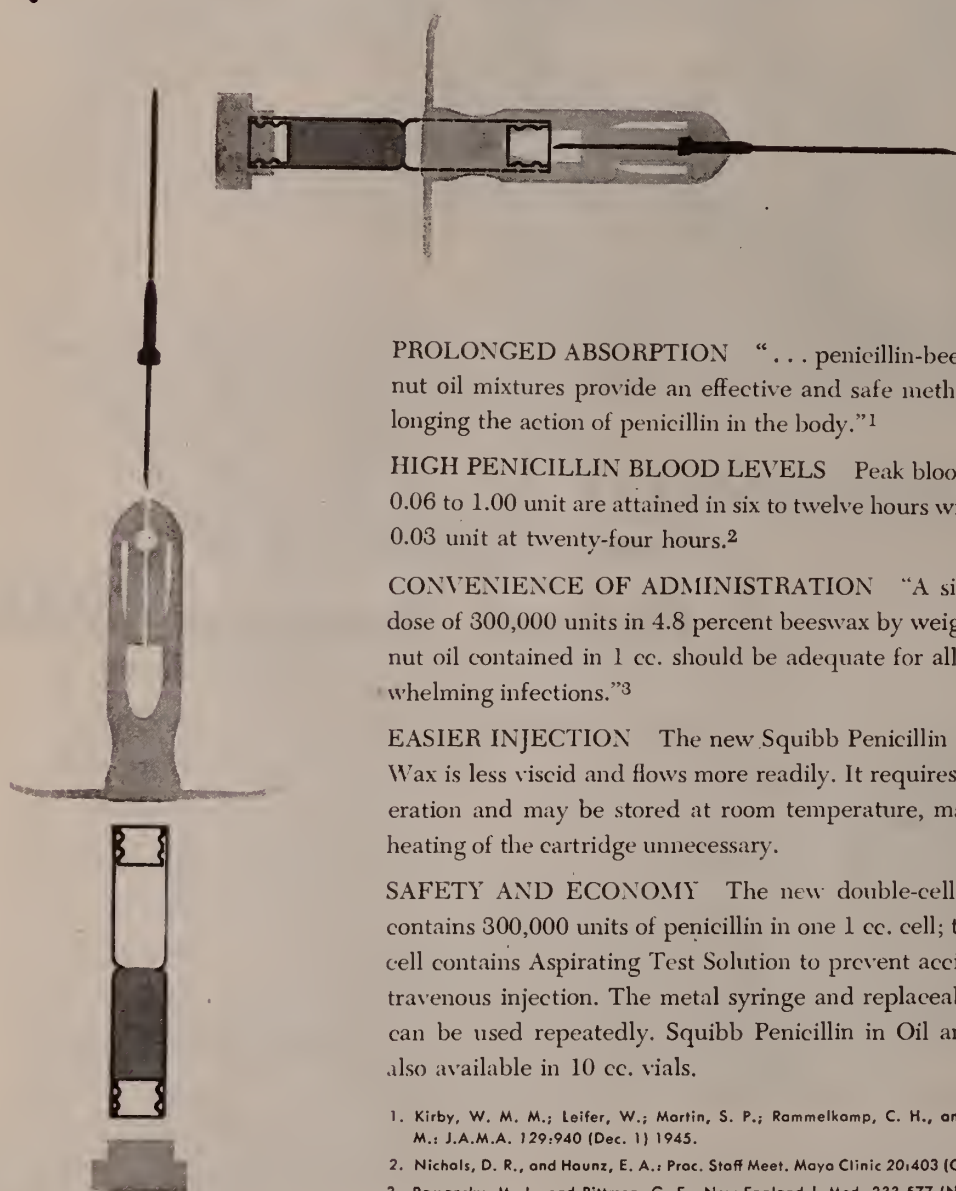 PROLONGED ABSORPTION “. . . penicillin-bee
nut oil mixtures provide an effective and safe meth
longing the action of penicillin in the body.”1
HIGH PENICILLIN BLOOD LEVELS Peak bloo
0.06 to 1.00 unit are attained in six to twelve hours w
0.03 unit at twenty-four hours.2
CONVENIENCE OF ADMINISTRATION “A si
dose of 300,000 units in 4.8 percent beeswax by weig
nut oil contained in 1 cc. should be adequate for all
whelming infections.”3
EASIER INJECTION The new Squibb Penicillin
Wax is less viscid and flows more readily. It requires
eration and may be stored at room temperature, ma
heating of the cartridge unnecessary.
SAFETY AND ECONOMY The new double-cell
contains 300,000 units of penicillin in one 1 cc. cell; t
cell contains Aspirating Test Solution to prevent acci
travenous injection. The metal syringe and replaceal
can be used repeatedly. Squibb Penicillin in Oil an
also available in 10 cc. vials.
1. Kirby, W. M. M.; Leifer, W.; Martin, S. P.; Rammelkamp, C. H., an
M.: J.A.M.A. 129:940 (Dec. 1) 1945.
2. Nichols, D. R., and Haunz, E. A.: Proc. Staff Meet. Mayo Clinic 20:403 (O